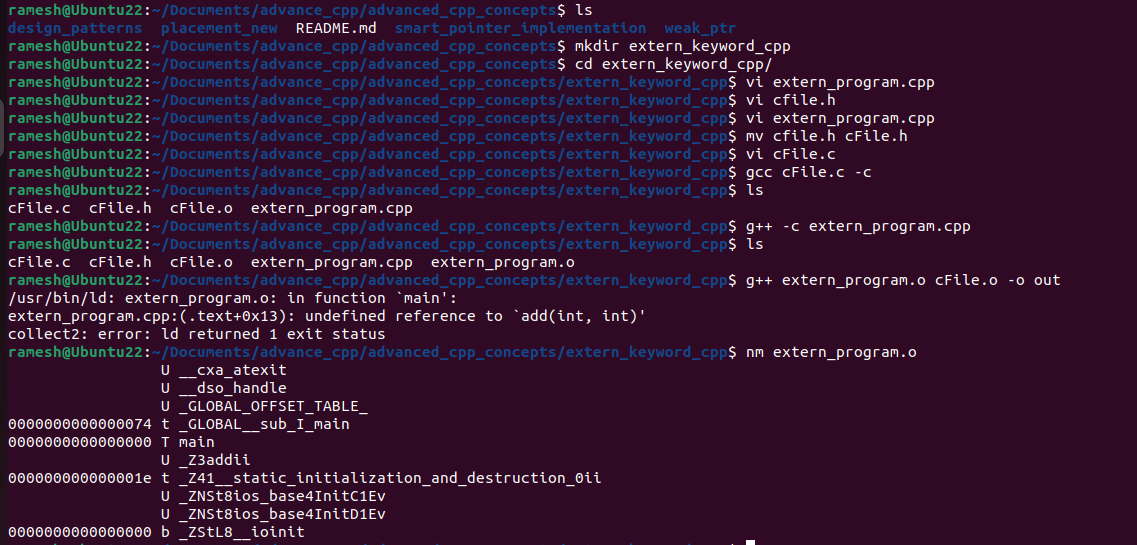 ramesh@Ubuntu22:~/Documents/advance_cpp/advanced_cpp_concepts$ ls
design_patterns  placement_new  README.md  smart_pointer_implementation  weak_ptr
ramesh@Ubuntu22:~/Documents/advance_cpp/advanced_cpp_concepts$ mkdir extern_keyword_cpp
ramesh@Ubuntu22:~/Documents/advance_cpp/advanced_cpp_concepts$ cd extern_keyword_cpp/
ramesh@Ubuntu22:~/Documents/advance_cpp/advanced_cpp_concepts/extern_keyword_cpp$ vi extern_program.cpp
ramesh@Ubuntu22:~/Documents/advance_cpp/advanced_cpp_concepts/extern_keyword_cpp$ vi cfile.h
ramesh@Ubuntu22:~/Documents/advance_cpp/advanced_cpp_concepts/extern_keyword_cpp$ vi extern_program.cpp
ramesh@Ubuntu22:~/Documents/advance_cpp/advanced_cpp_concepts/extern_keyword_cpp$ mv cfile.h cFile.h
ramesh@Ubuntu22:~/Documents/advance_cpp/advanced_cpp_concepts/extern_keyword_cpp$ vi cFile.c
ramesh@Ubuntu22:~/Documents/advance_cpp/advanced_cpp_concepts/extern_keyword_cpp$ gcc cFile.c -c
ramesh@Ubuntu22:~/Documents/advance_cpp/advanced_cpp_concepts/extern_keyword_cpp$ ls
cFile.c  cFile.h  cFile.o  extern_program.cpp
ramesh@Ubuntu22:~/Documents/advance_cpp/advanced_cpp_concepts/extern_keyword_cpp$ g++ -c extern_program.cpp
ramesh@Ubuntu22:~/Documents/advance_cpp/advanced_cpp_concepts/extern_keyword_cpp$ ls
cFile.c  cFile.h  cFile.o  extern_program.cpp  extern_program.o
ramesh@Ubuntu22:~/Documents/advance_cpp/advanced_cpp_concepts/extern_keyword_cpp$ g++ extern_program.o cFile.o -o out
/usr/bin/ld: extern_program.o: in function `main':
extern_program.cpp:(.text+0x13): undefined reference to `add(int, int)'
collect2: error: ld returned 1 exit status
ramesh@Ubuntu22:~/Documents/advance_cpp/advanced_cpp_concepts/extern_keyword_cpp$ nm extern_program.o
                 U __cxa_atexit
                 U __dso_handle
                 U _GLOBAL_OFFSET_TABLE_
0000000000000074 t _GLOBAL__sub_I_main
0000000000000000 T main
                 U _Z3addii
000000000000001e t _Z41__static_initialization_and_destruction_0ii
                 U _ZNSt8ios_base4InitC1Ev
                 U _ZNSt8ios_base4InitD1Ev
0000000000000000 b _ZStL8__ioinit